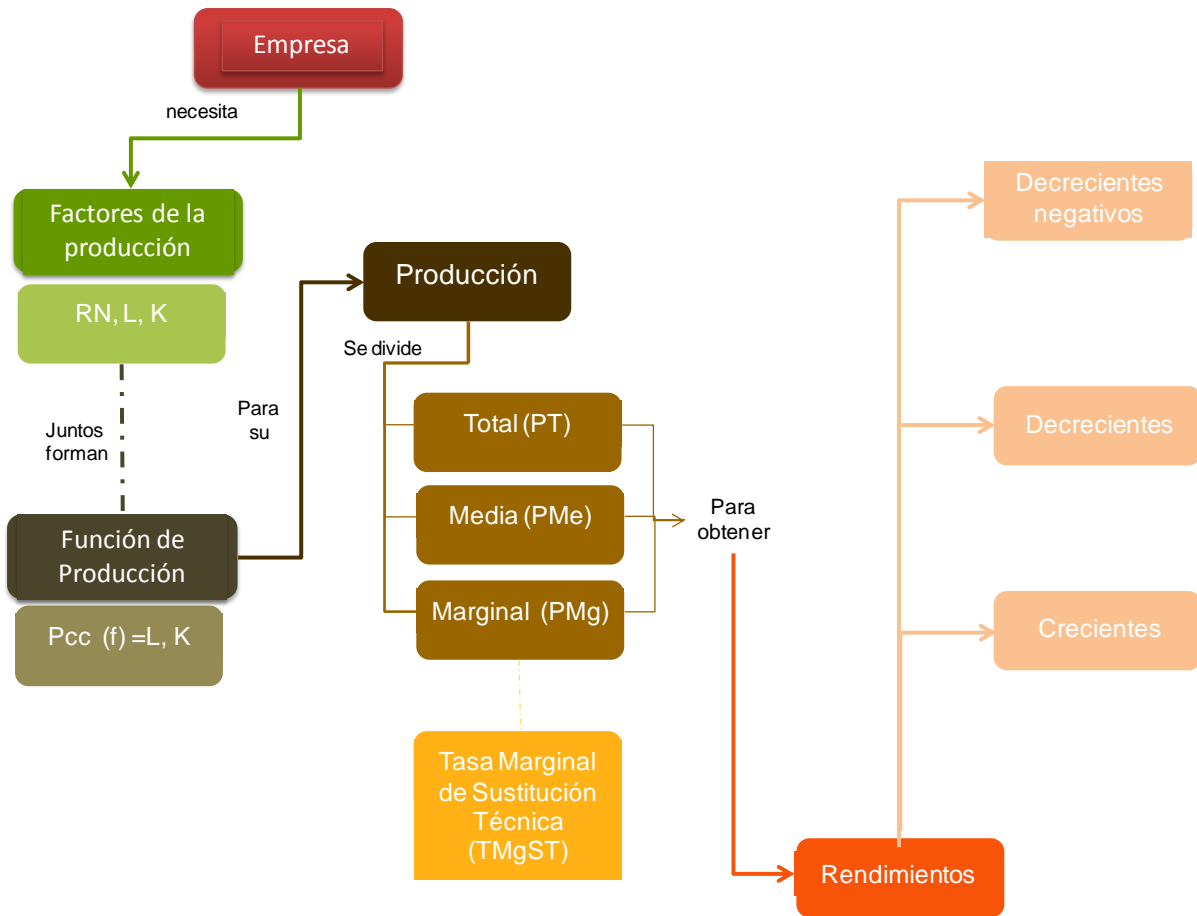 Empresa
necesita
Factores de la
producción
RN, L, K
Juntos
forman
Función de
Producción
Pcc (f) =L, K
Para
su
Producción
Se divide
Total (PT)
Media (PMe)
Marginal (PMg)
Tasa Marginal
de Sustitución
Técnica
(TMgST)
Para
obtener
Rendimientos
Decrecientes
negativos
Decrecientes
Crecientes